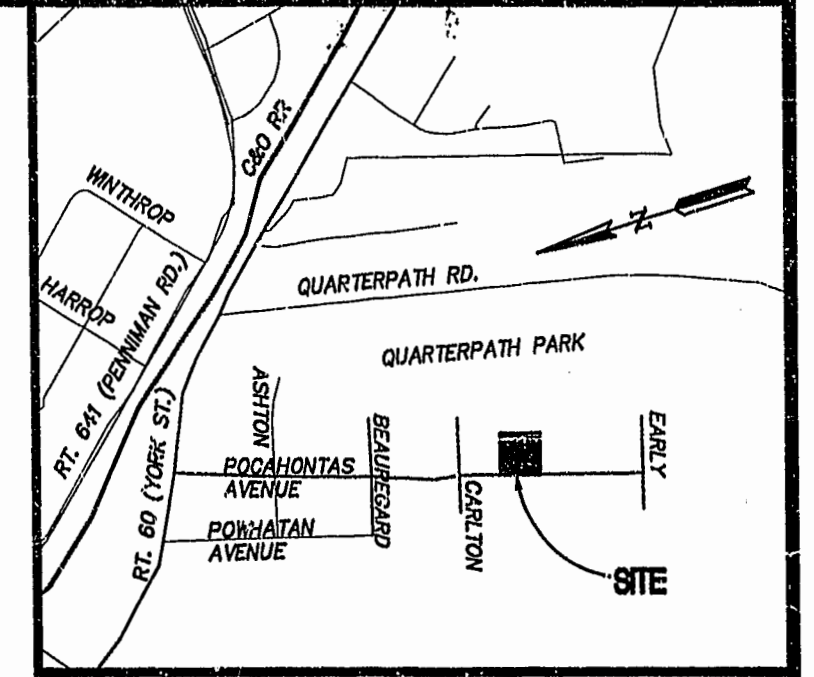 C&O RR
WINTHROP
HARROP
RT. 641 (PENNIMAN RD.)
N
QUARTERPATH RD.
QUARTERPATH PARK
RT. 60 (YORK ST.)
ASHTON
BEAUREGARD
EARLY
POCAHONTAS
AVENUE
CARLTON
POWHATAN
AVENUE
SITE